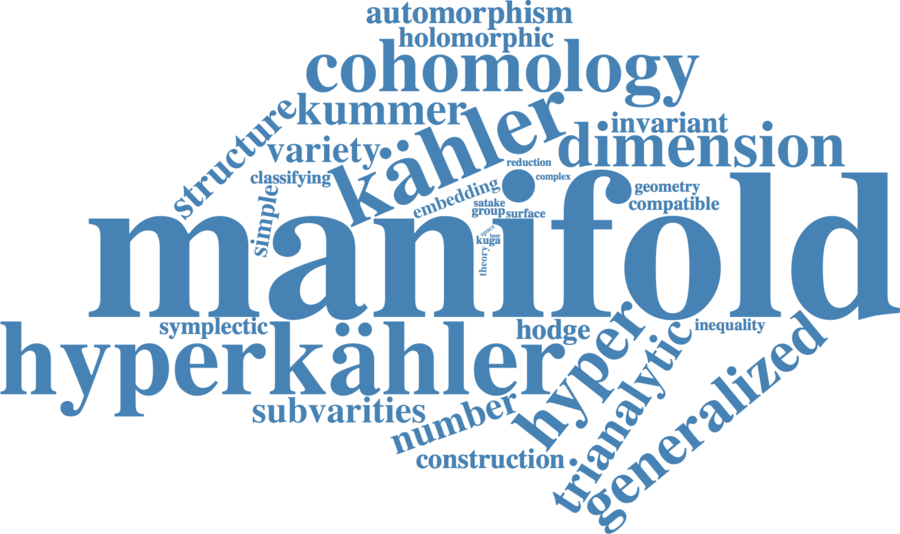 automorphism
holomorphic
cohomology
kummer
structure
kähler
invariant
dimension
variety
reduction
complex
classifying
embedding
geometry
simple
satake
compatible
group
surface
manifold
space
base
kuga
theory
symplectic
hodge
inequality
hyperkähler
hyper
trianalytic
generalized
subvarities
number
construction